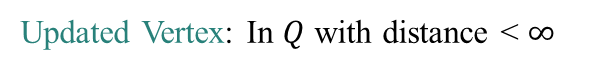 Updated Vertex: In Q with distance < ∞